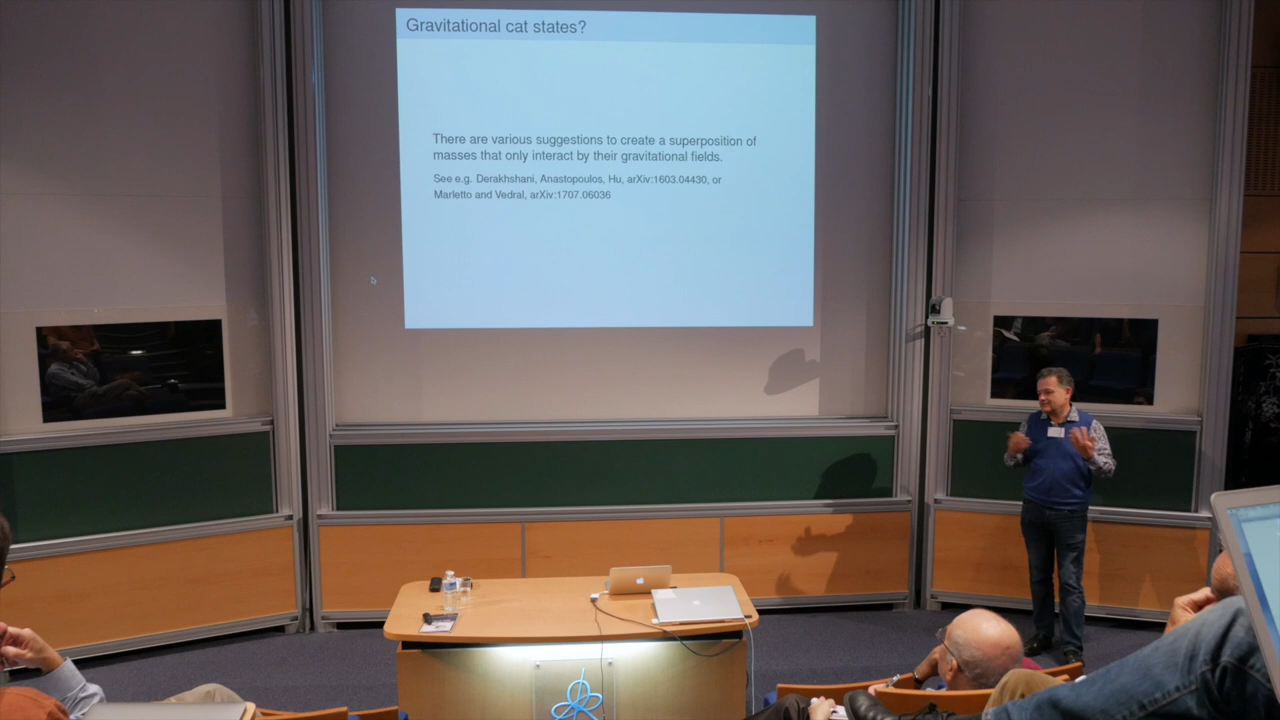 Gravitational cat states?
There are various suggestions to create a superposition of
masses that only interact by their gravitational fields.
See e.g. Derakhshani, Anastopoulos, Hu, arXiv:1603.04430, or
Marletto and Vedral, arXiv:1707.06036